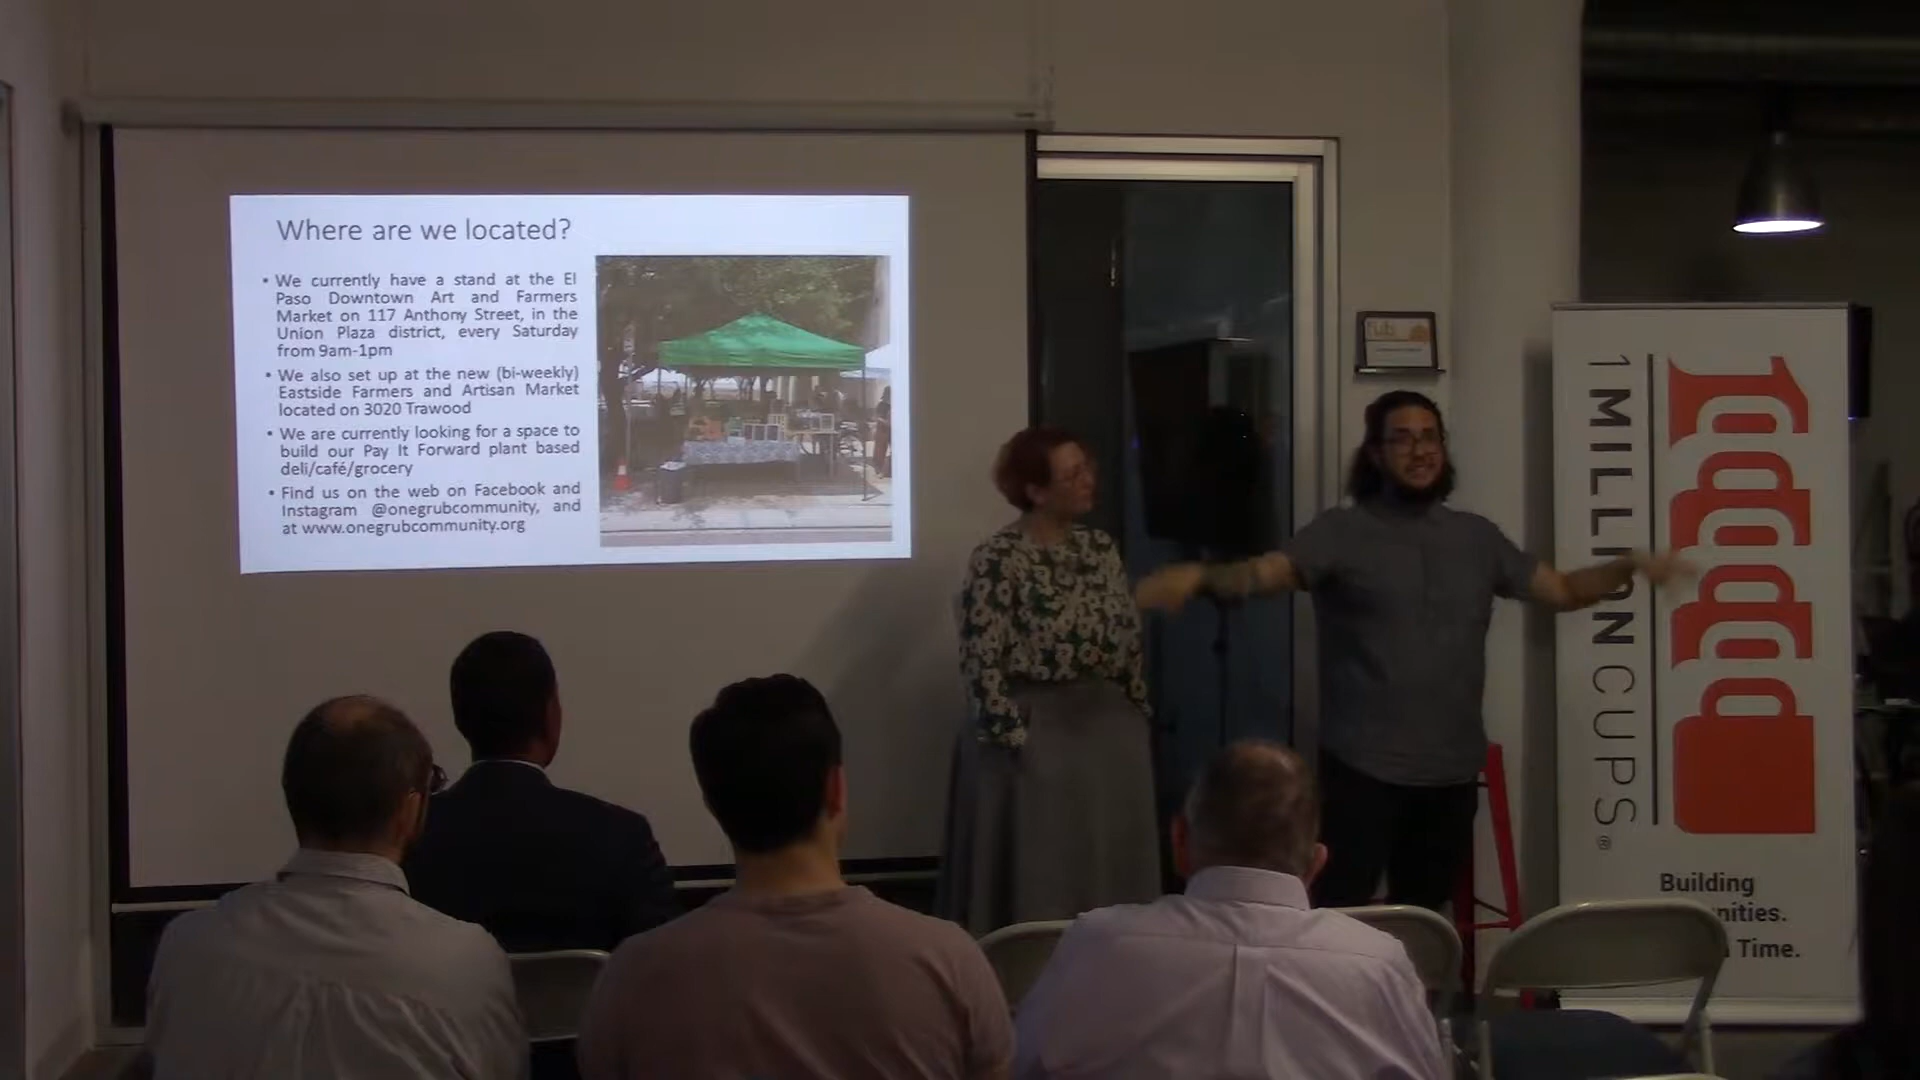 Where are we located?
• We currently have a stand at the El
Paso Downtown Art and Farmers
Market on 117 Anthony Street, in the
Union Plaza district, every Saturday
from 9am-1pm
• We also set up at the new (bi-weekly)
Eastside Farmers and Artisan Market
located on 3020 Trawood
• We are currently looking for a space to
build our Pay It Forward plant based
deli/café/grocery
• Find us on the web on Facebook and
Instagram @onegrubcommunity, and
at www.onegrubcommunity.org
1 MILLION CUPS®
Building
nities.
Time.